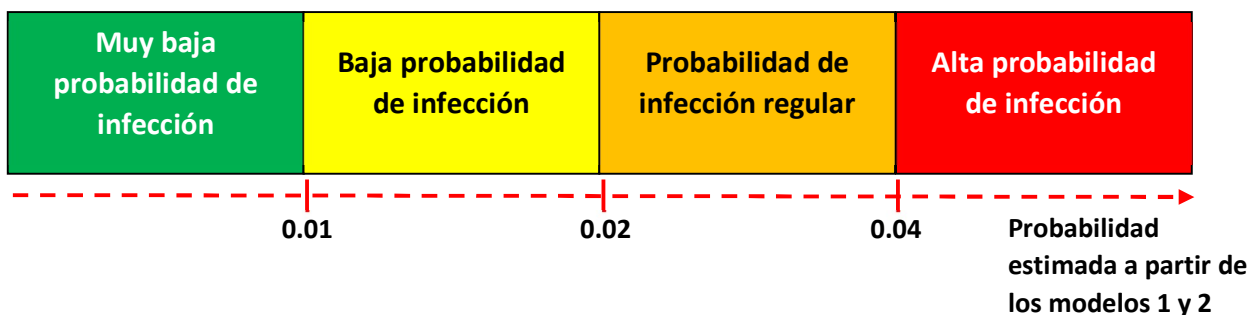 Muy baja
probabilidad de
infección
Baja probabilidad
de infección
Probabilidad de
infección regular
Alta probabilidad
de infección
0.01
0.02
0.04
Probabilidad
estimada a partir de
los modelos 1 y 2